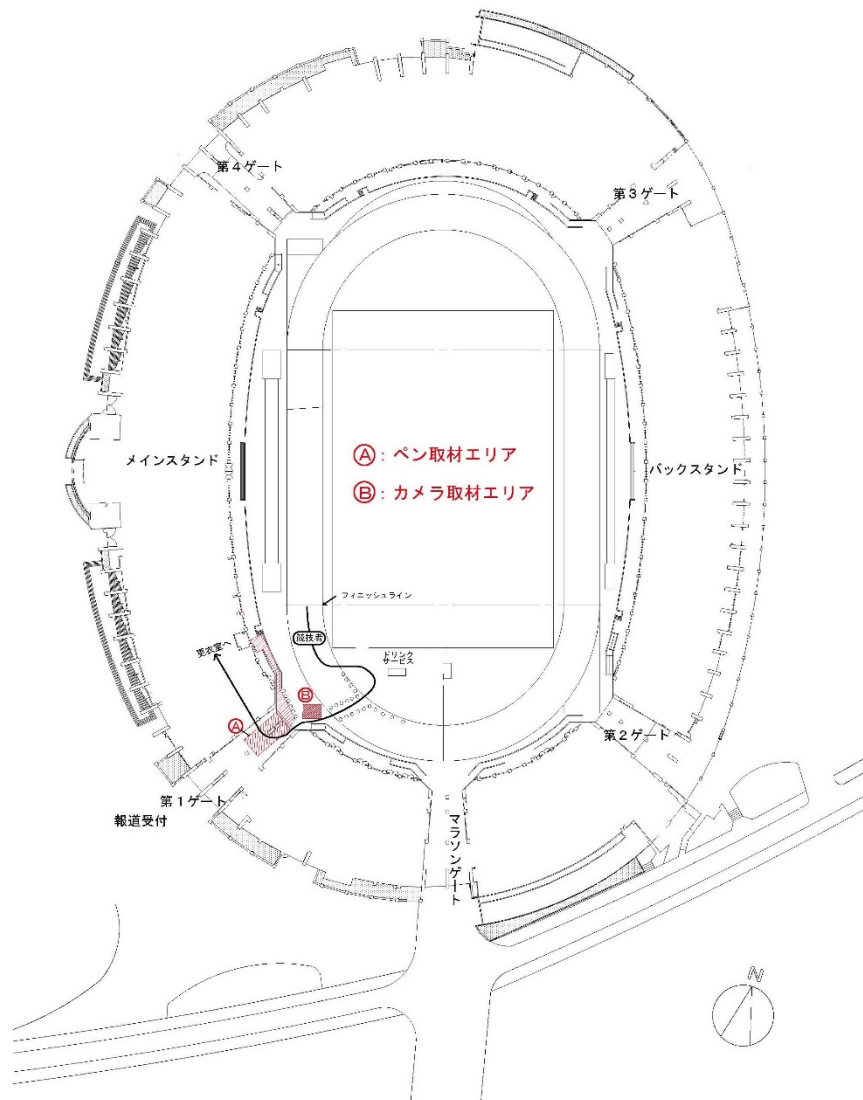 第4ゲート
第3ゲート
メインスタンド
Ⓐ：ペン取材エリア
Ⓑ：カメラ取材エリア
バックスタンド
フィニッシュライン
競技者
更衣室へ
ドリンク
サービス
Ⓑ
Ⓐ
第2ゲート
第1ゲート
報道受付
マラソンゲート
N